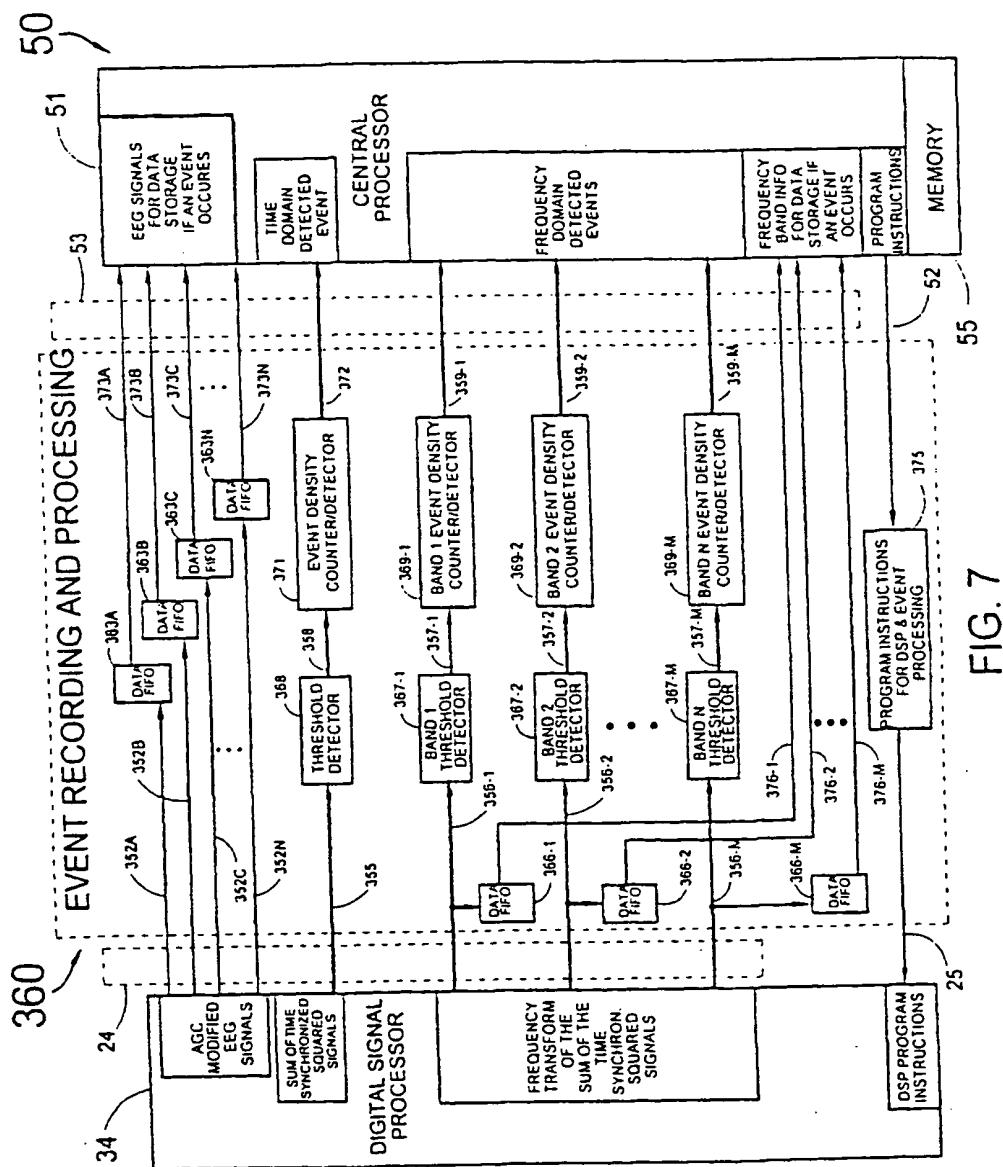 360
EVENT RECORDING AND PROCESSING
50
34
24
53
51
DIGITAL SIGNAL
PROCESSOR
AGC
MODIFIED
EEG
SIGNALS
SUM OF TIME
SYNCHRONIZED
SQUARED
SIGNALS
FREQUENCY
TRANSFORM
OF THE
SUM OF THE
TIME
SYNCHRON.
SQUARED
SIGNALS
DSP PROGRAM
INSTRUCTIONS
352A
352B
352C
352N
383A
DATA
FIFO
363B
DATA
FIFO
363C
DATA
FIFO
363N
DATA
FIFO
373A
373B
373C
373N
355
368
THRESHOLD
DETECTOR
358
371
EVENT DENSITY
COUNTER/DETECTOR
372
356-1
367-1
BAND 1
THRESHOLD
DETECTOR
357-1
369-1
BAND 1 EVENT DENSITY
COUNTER/DETECTOR
359-1
356-2
367-2
BAND 2
THRESHOLD
DETECTOR
357-2
369-2
BAND 2 EVENT DENSITY
COUNTER/DETECTOR
359-2
356-M
367-M
BAND N
THRESHOLD
DETECTOR
357-M
369-M
BAND N EVENT DENSITY
COUNTER/DETECTOR
359-M
DATA
FIFO
366-1
DATA
FIFO
366-2
366-M
DATA
FIFO
376-1
376-2
376-M
25
PROGRAM INSTRUCTIONS
FOR DSP & EVENT
PROCESSING
375
52
EEG SIGNALS
FOR DATA
STORAGE
IF AN EVENT
OCCURES
TIME
DOMAIN
DETECTED
EVENT
CENTRAL
PROCESSOR
FREQUENCY
DOMAIN
DETECTED
EVENTS
FREQUENCY
BAND INFO
FOR DATA
STORAGE IF
AN EVENT
OCCURS
PROGRAM
INSTRUCTIONS
MEMORY
55
FIG. 7